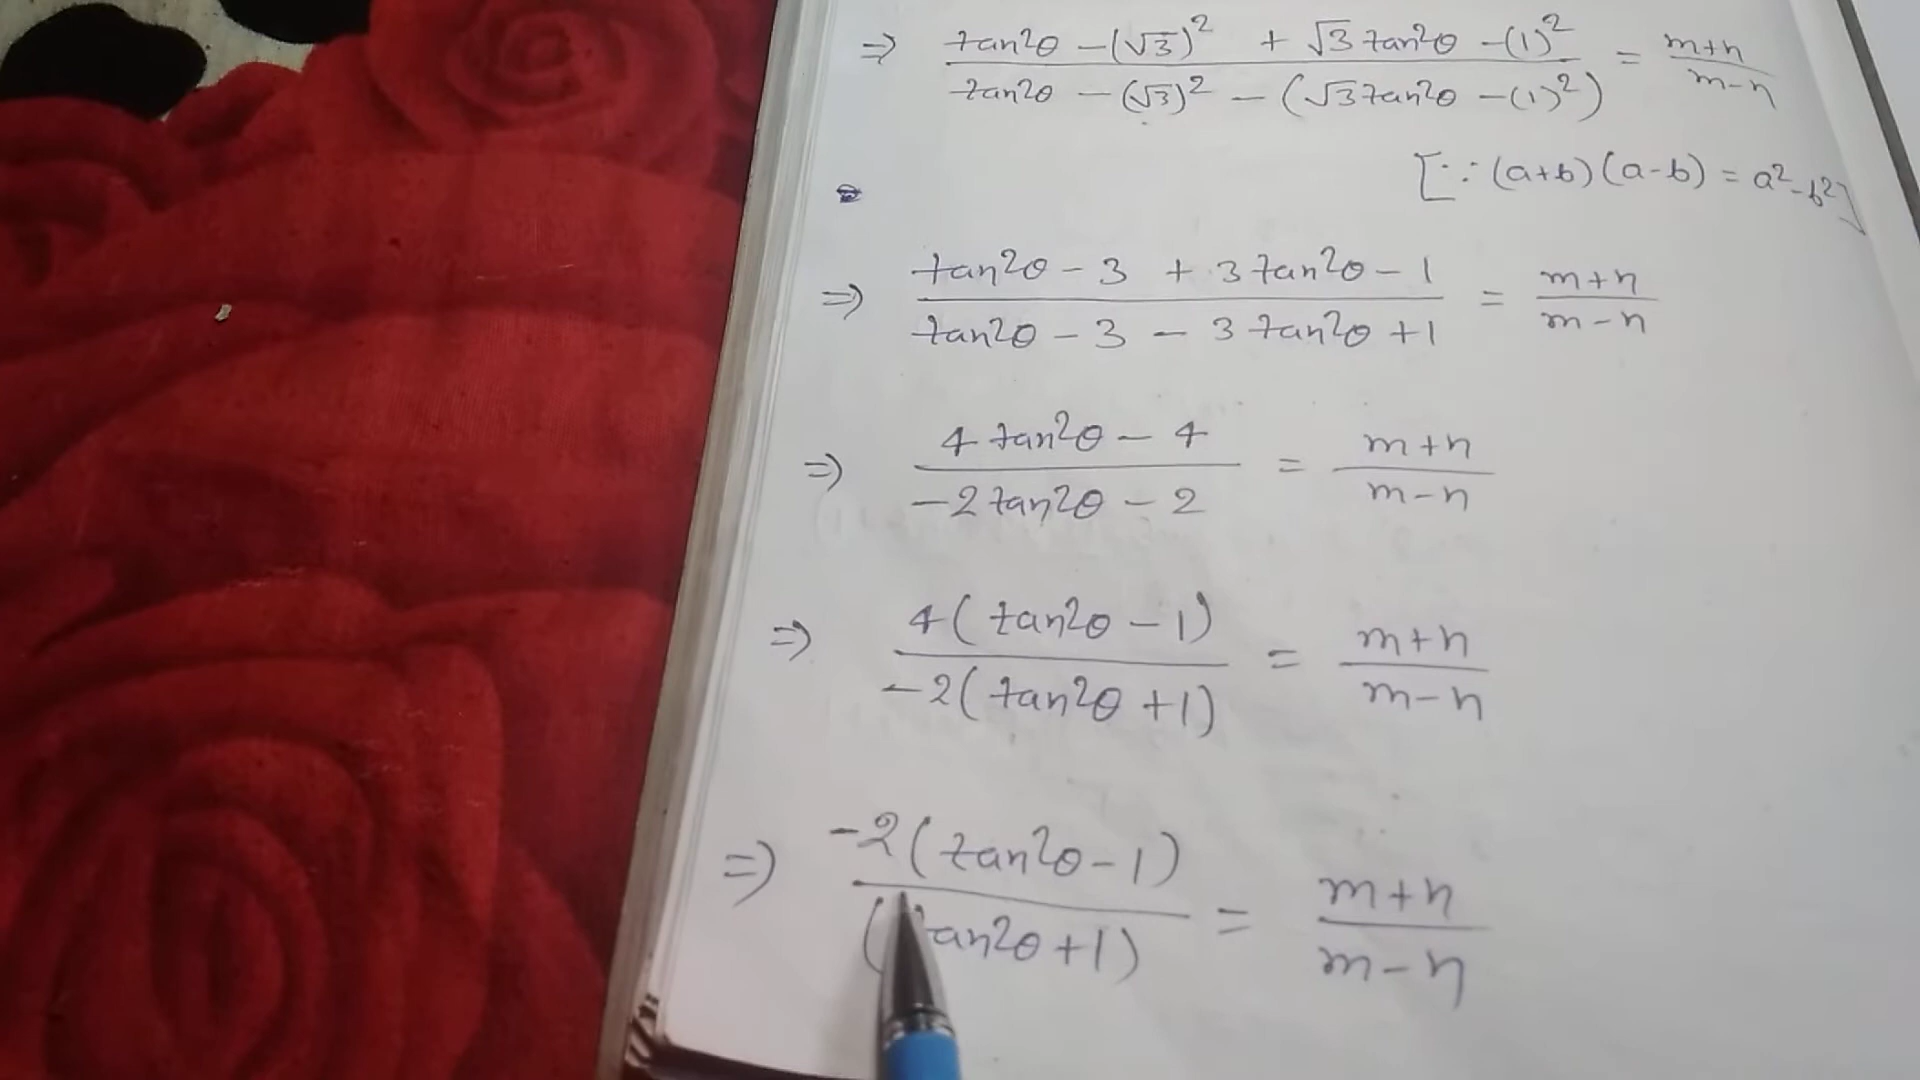 ⇒ (tan²θ - (√3)² + √3 tan²θ - (1)²) / (tan²θ - (√3)² - (√3 tan²θ - (1)²)) = (m+n) / (m-n)
[∵ (a+b)(a-b) = a²-b²]
⇒ (tan²θ - 3 + 3 tan²θ - 1) / (tan²θ - 3 - 3 tan²θ + 1) = (m+n) / (m-n)
⇒ (4 tan²θ - 4) / (-2 tan²θ - 2) = (m+n) / (m-n)
⇒ 4(tan²θ - 1) / -2(tan²θ + 1) = (m+n) / (m-n)
⇒ -2(tan²θ - 1) / (tan²θ + 1) = (m+n) / (m-n)